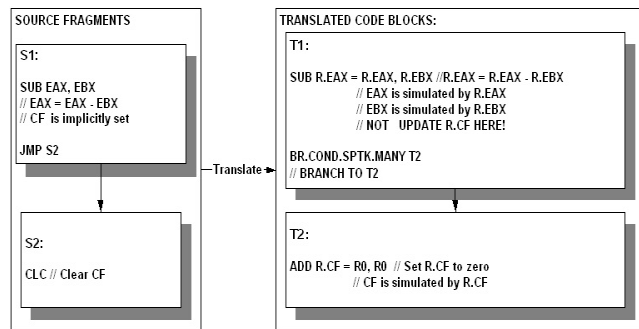 SOURCE FRAGMENTS
S1:
SUB EAX, EBX
// EAX = EAX - EBX
// CF is implicitly set
JMP S2
S2:
CLC // Clear CF
Translate
TRANSLATED CODE BLOCKS:
T1:
SUB R.EAX = R.EAX, R.EBX //R.EAX = R.EAX - R.EBX
// EAX is simulated by R.EAX
// EBX is simulated by R.EBX
// NOT UPDATE R.CF HERE!
BR.COND.SPTK.MANY T2
// BRANCH TO T2
T2:
ADD R.CF = R0, R0 // Set R.CF to zero
// CF is simulated by R.CF